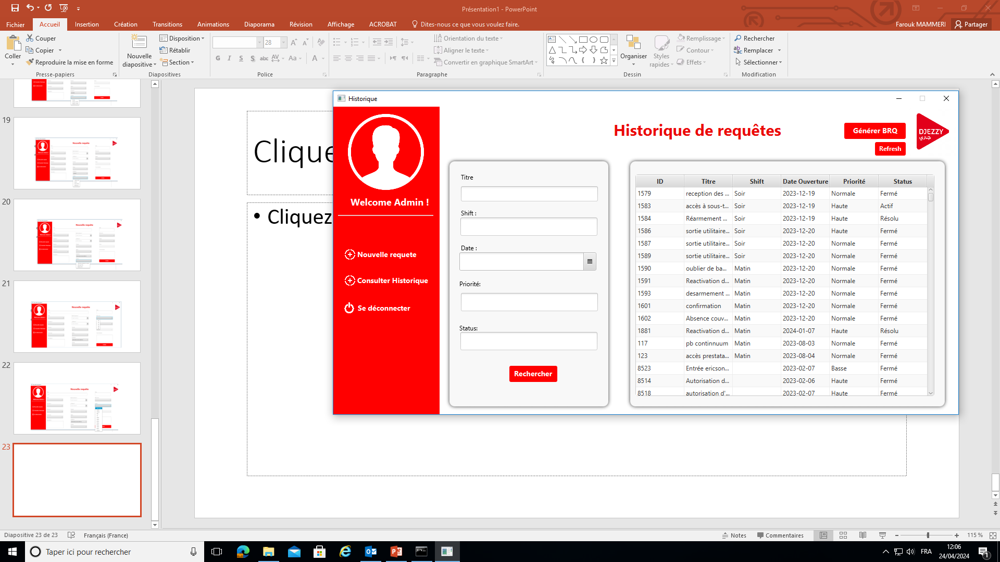 Présentation1 - PowerPoint
Fichier Accueil Insertion Création Transitions Animations Diaporama Révision Affichage ACROBAT Dites-nous ce que vous voulez faire. Farouk MAMMERI Partager
Coller
Couper
Copier
Reproduire la mise en forme
Presse-papiers
Nouvelle diapositive
Disposition
Rétablir
Section
Diapositives
28
G I S S abc AV Aa A
Police
Orientation du texte
Aligner le texte
Convertir en graphique SmartArt
Paragraphe
Organiser
Styles rapides
Remplissage
Contour
Effets
Dessin
Rechercher
Remplacer
Sélectionner
Modification
19
20
21
22
23
Clique
• Cliquez
Historique
Welcome Admin !
Nouvelle requete
Consulter Historique
Se déconnecter
Historique de requêtes
Générer BRQ
Refresh
DJEZZY
جازي
Titre
Shift :
Date :
Priorité:
Status:
Rechercher
ID Titre Shift Date Ouverture Priorité Status
1579 reception des ... Soir 2023-12-19 Normale Fermé
1583 accès à sous-t... Soir 2023-12-19 Haute Actif
1584 Réarmement ... Soir 2023-12-19 Haute Résolu
1586 sortie utilitaire... Soir 2023-12-20 Haute Fermé
1587 sortie utilitaire... Soir 2023-12-20 Normale Fermé
1589 sortie utilitaire... Soir 2023-12-20 Normale Fermé
1590 oublier de ba... Matin 2023-12-20 Normale Fermé
1591 Reactivation d... Matin 2023-12-20 Normale Fermé
1593 desarmement ... Matin 2023-12-20 Normale Fermé
1601 confirmation Matin 2023-12-20 Normale Fermé
1602 Absence couv... Matin 2023-12-20 Normale Fermé
1881 Reactivation d... Matin 2024-01-07 Haute Résolu
117 pb continnuum Matin 2023-08-03 Normale Fermé
123 accès prestata... Matin 2023-08-04 Normale Fermé
8523 Entrée ericson... 2023-02-07 Basse Fermé
8514 Autorisation d... 2023-02-06 Haute Fermé
8518 autorisation d'... 2023-02-07 Haute Fermé
Diapositive 23 de 23 Français (France) Notes Commentaires 115 %
Taper ici pour rechercher
FRA
12:06
24/04/2024
1